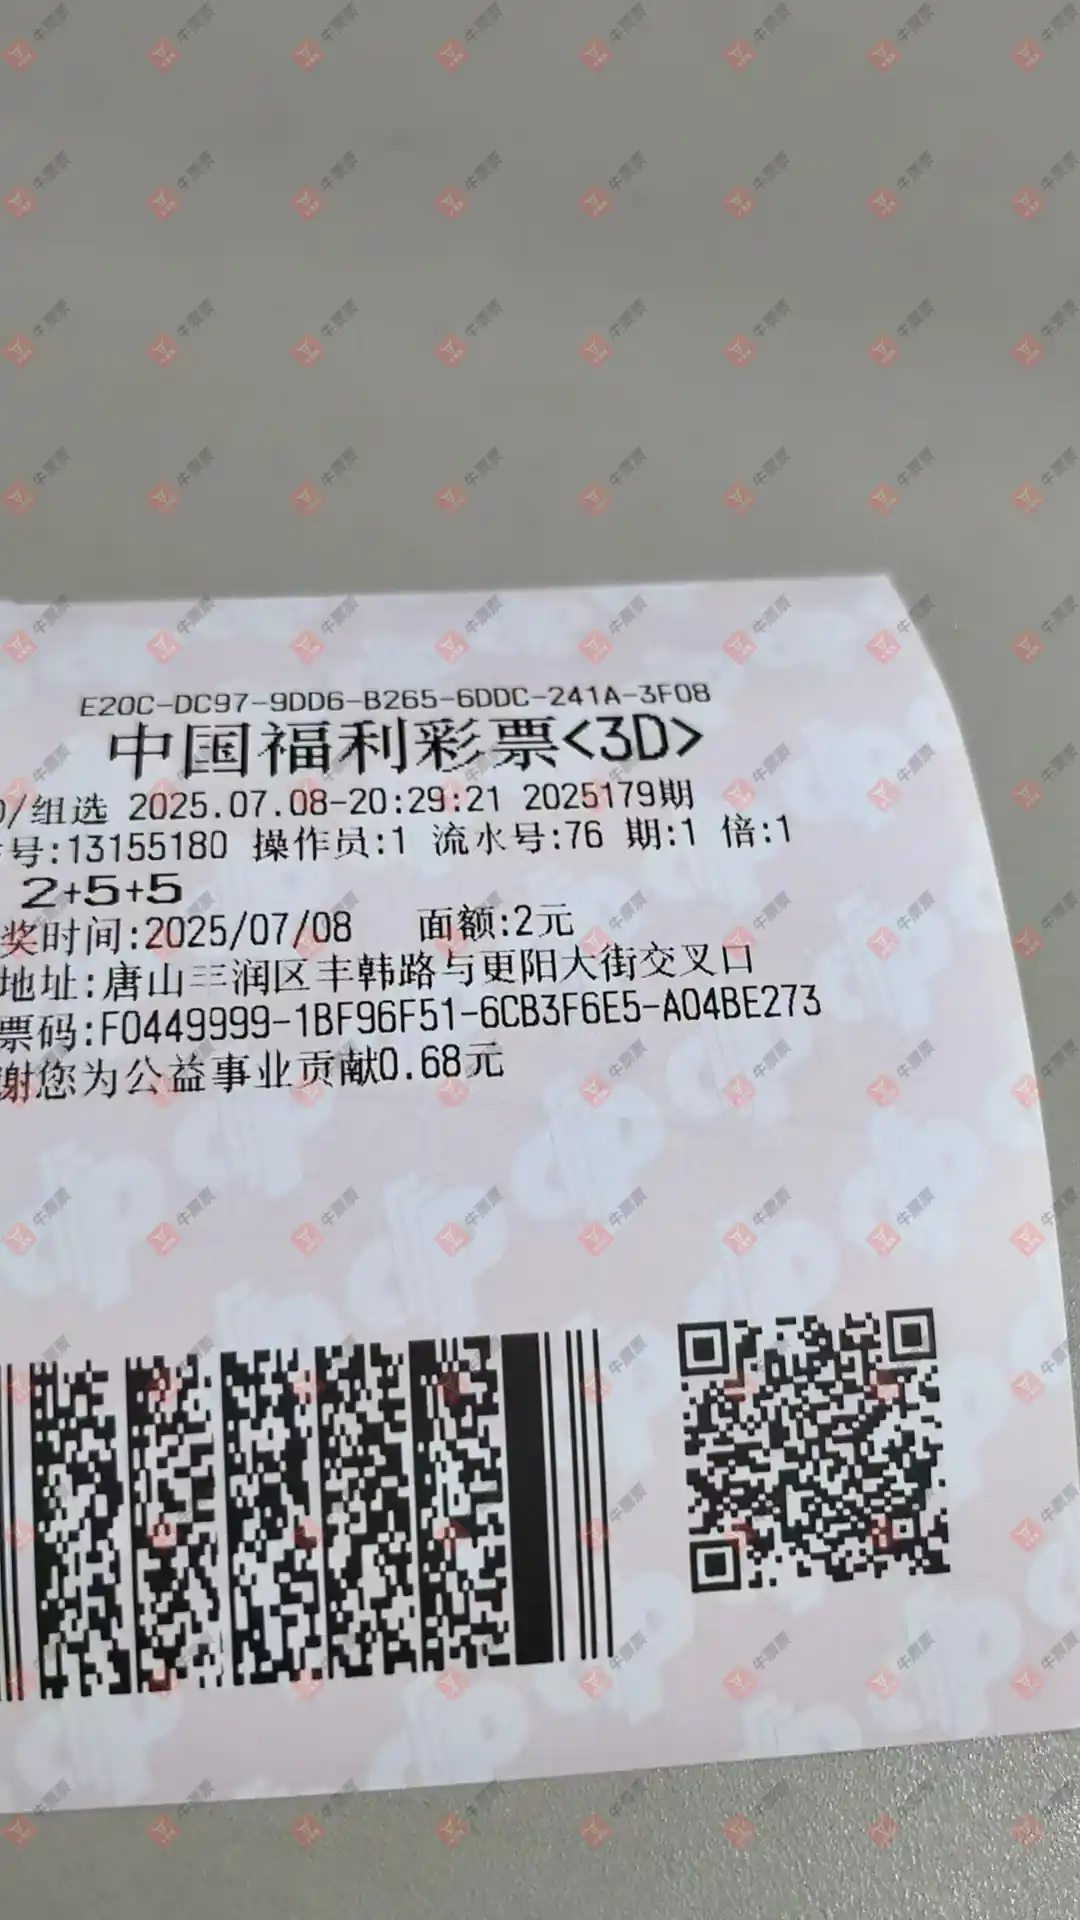 E20C-DC97-9DD6-B265-6DDC-241A-3F08
中国福利彩票<3D>
D/组选 2025.07.08-20:29:21 2025179期
号:13155180 操作员:1 流水号:76 期:1 倍:1
2+5+5
奖时间:2025/07/08 面额:2元
地址:唐山丰润区丰韩路与更阳大街交叉口
票码:F0449999-1BF96F51-6CB3F6E5-A04BE273
谢您为公益事业贡献0.68元
牛票票